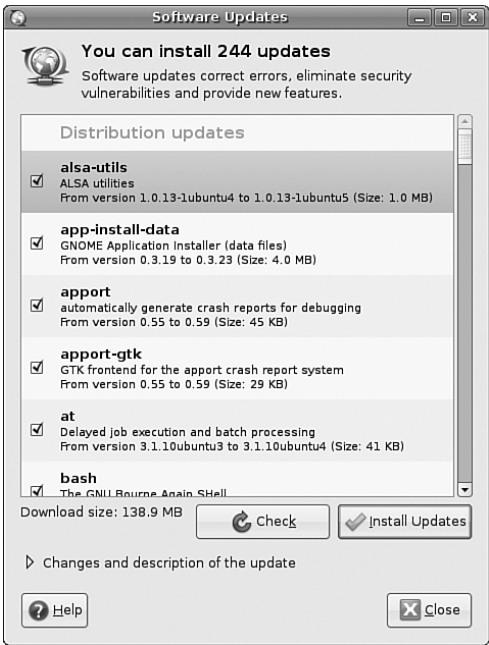 Software Updates
You can install 244 updates
Software updates correct errors, eliminate security
vulnerabilities and provide new features.
Distribution updates
alsa-utils
ALSA utilities
From version 1.0.13-1ubuntu4 to 1.0.13-1ubuntu5 (Size: 1.0 MB)
app-install-data
GNOME Application Installer (data files)
From version 0.3.19 to 0.3.23 (Size: 4.0 MB)
apport
automatically generate crash reports for debugging
From version 0.55 to 0.59 (Size: 45 KB)
apport-gtk
GTK frontend for the apport crash report system
From version 0.55 to 0.59 (Size: 29 KB)
at
Delayed job execution and batch processing
From version 3.1.10ubuntu3 to 3.1.10ubuntu4 (Size: 41 KB)
bash
The GNU Bourne Again SHell
Download size: 138.9 MB
Check
Install Updates
Changes and description of the update
Help
Close